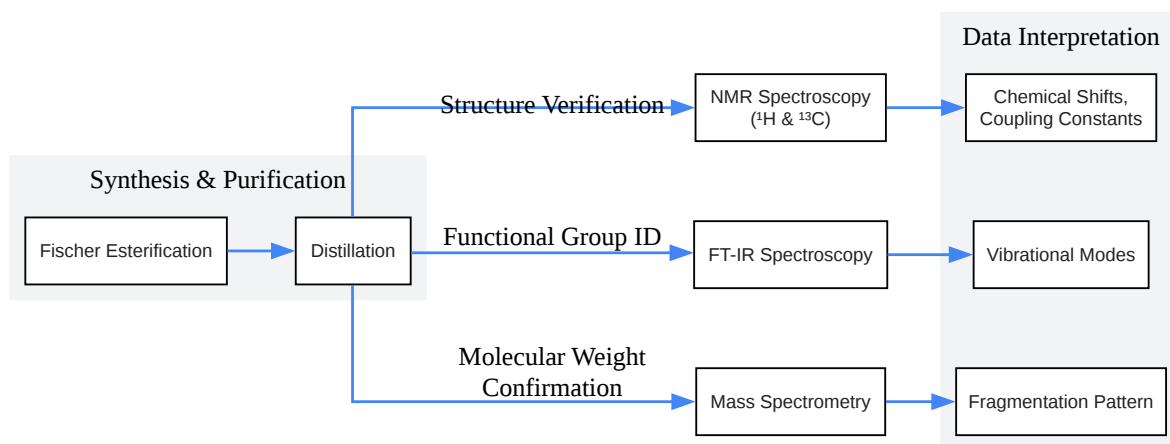 Data Interpretation
Structure Verification
NMR Spectroscopy
(¹H & ¹³C)
Chemical Shifts,
Coupling Constants
Synthesis & Purification
Fischer Esterification
Distillation
Functional Group ID
FT-IR Spectroscopy
Vibrational Modes
Molecular Weight
Confirmation
Mass Spectrometry
Fragmentation Pattern